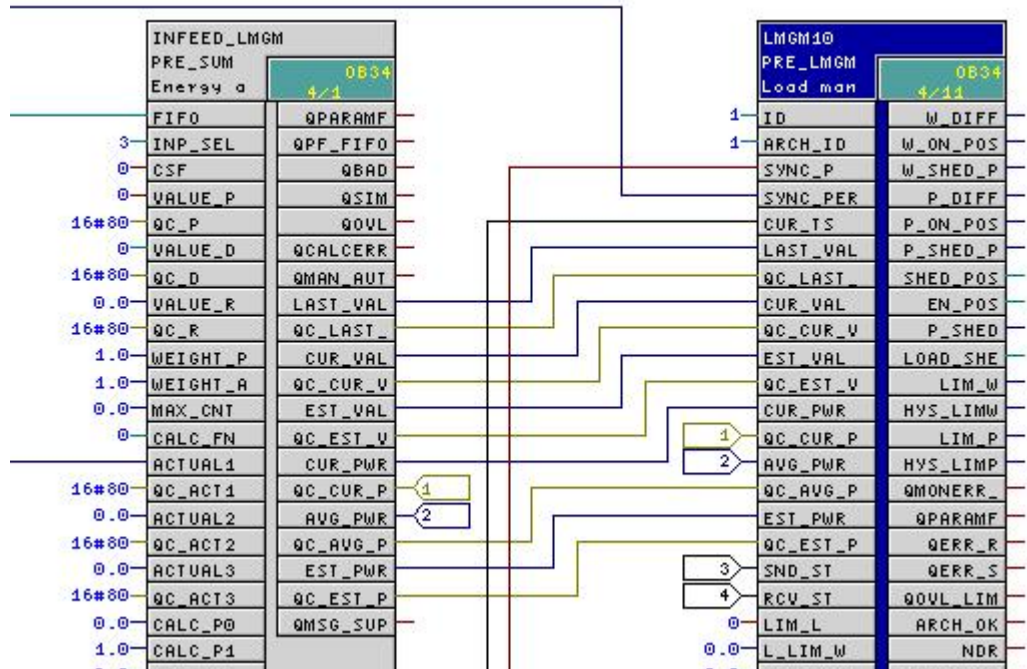 INFEED_LMGM
PRE_SUM
Energy a
OB34
4/1
FIFO QPARAMF
3 INP_SEL QPF_FIFO
0 CSF QBAD
0 VALUE_P QSIM
16#80 QC_P QOVL
0 VALUE_D QCALCERR
16#80 QC_D QMAN_AUT
0.0 VALUE_R LAST_VAL
16#80 QC_R QC_LAST_
1.0 WEIGHT_P CUR_VAL
1.0 WEIGHT_A QC_CUR_V
0.0 MAX_CNT EST_VAL
0 CALC_FN QC_EST_V
ACTUAL1 CUR_PWR
16#80 QC_ACT1 QC_CUR_P 1
0.0 ACTUAL2 AVG_PWR 2
16#80 QC_ACT2 QC_AVG_P
0.0 ACTUAL3 EST_PWR
16#80 QC_ACT3 QC_EST_P
0.0 CALC_P0 QMSG_SUP
1.0 CALC_P1
LMGM10
PRE_LMGM
Load man
OB34
4/11
1 ID W_DIFF
1 ARCH_ID W_ON_POS
SYNC_P W_SHED_P
SYNC_PER P_DIFF
CUR_TS P_ON_POS
LAST_VAL P_SHED_P
QC_LAST_ SHED_POS
CUR_VAL EN_POS
QC_CUR_V P_SHED
EST_VAL LOAD_SHE
QC_EST_V LIM_W
CUR_PWR HYS_LIMW
1 QC_CUR_P LIM_P
2 AVG_PWR HYS_LIMP
QC_AVG_P QMONERR_
EST_PWR QPARAMF
QC_EST_P QERR_R
3 SND_ST QERR_S
4 RCV_ST QOVL_LIM
0 LIM_L ARCH_OK
0.0 L_LIM_W NDR